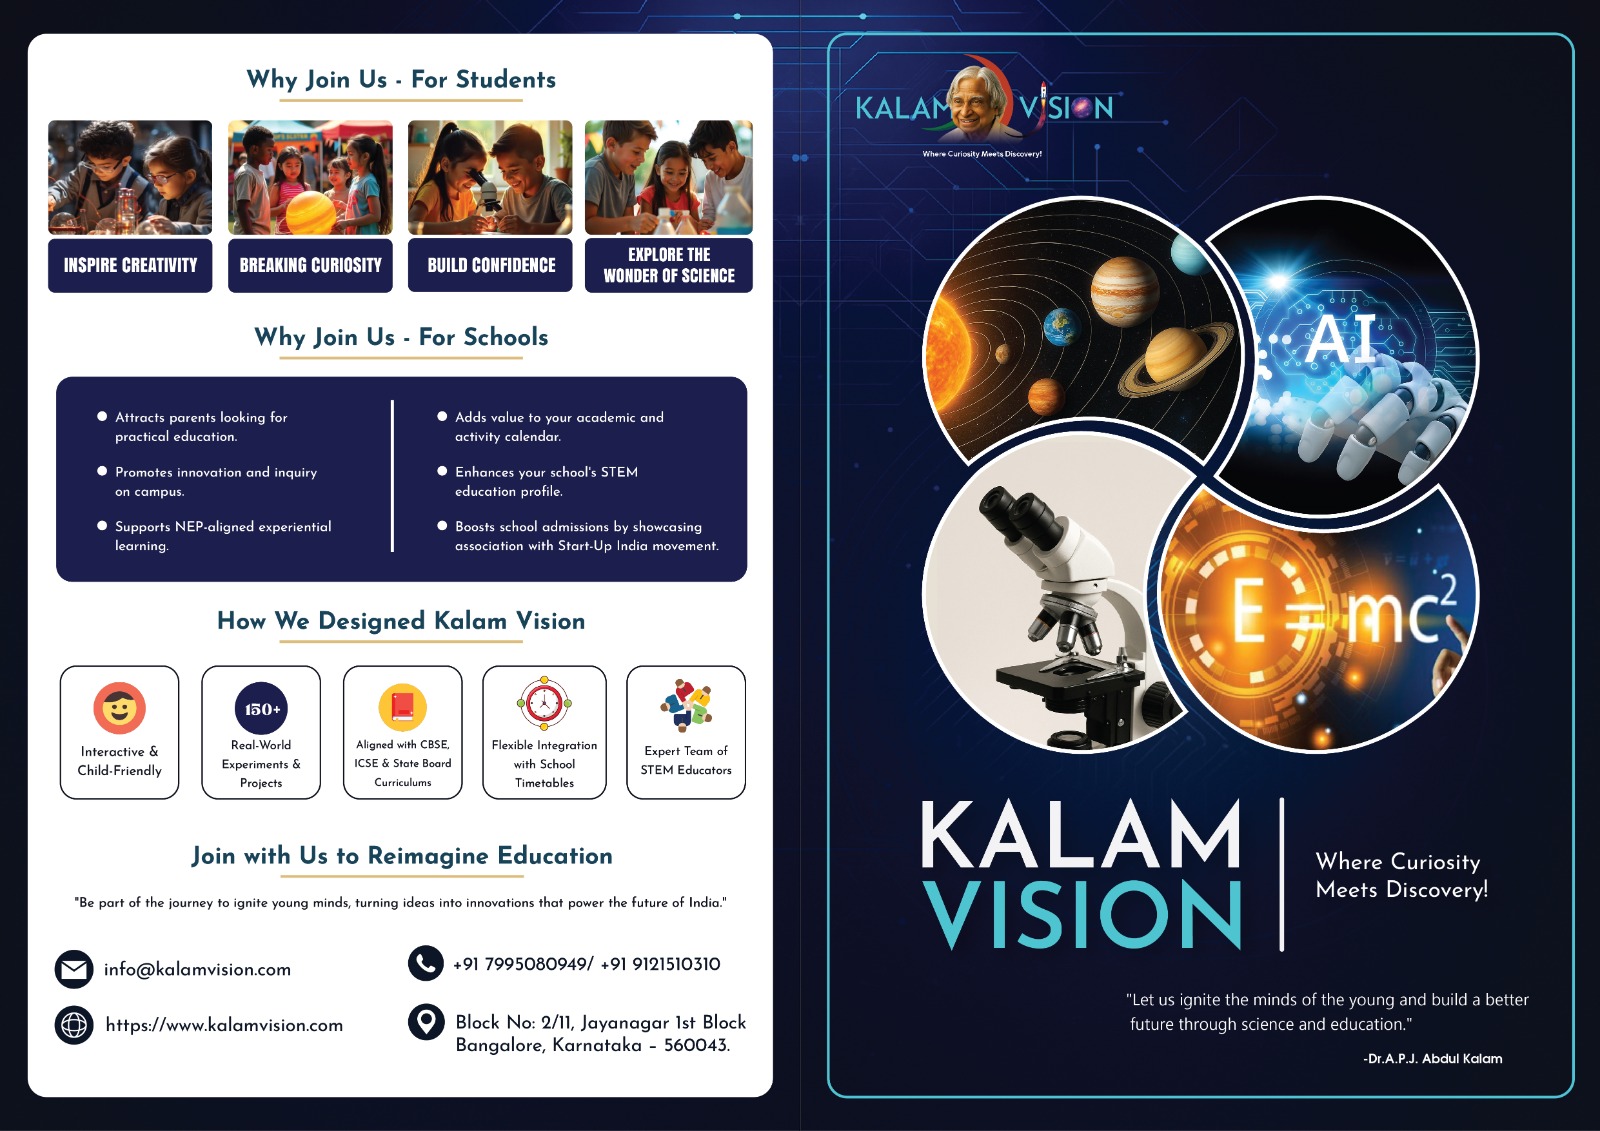 Why Join Us - For Students
INSPIRE CREATIVITY
BREAKING CURIOSITY
BUILD CONFIDENCE
EXPLORE THE
WONDER OF SCIENCE
Why Join Us - For Schools
Attracts parents looking for
practical education.
Promotes innovation and inquiry
on campus.
Supports NEP-aligned experiential
learning.
Adds value to your academic and
activity calendar.
Enhances your school's STEM
education profile.
Boosts school admissions by showcasing
association with Start-Up India movement.
How We Designed Kalam Vision
Interactive &
Child-Friendly
150+
Real-World
Experiments &
Projects
Aligned with CBSE,
ICSE & State Board
Curriculums
Flexible Integration
with School
Timetables
Expert Team of
STEM Educators
Join with Us to Reimagine Education
"Be part of the journey to ignite young minds, turning ideas into innovations that power the future of India."
info@kalamvision.com
https://www.kalamvision.com
+91 7995080949/ +91 9121510310
Block No: 2/11, Jayanagar 1st Block
Bangalore, Karnataka – 560043.
KALAM VISION
Where Curiosity Meets Discovery!
AI
E = mc²
KALAM
VISION
Where Curiosity
Meets Discovery!
"Let us ignite the minds of the young and build a better
future through science and education."
-Dr.A.P.J. Abdul Kalam